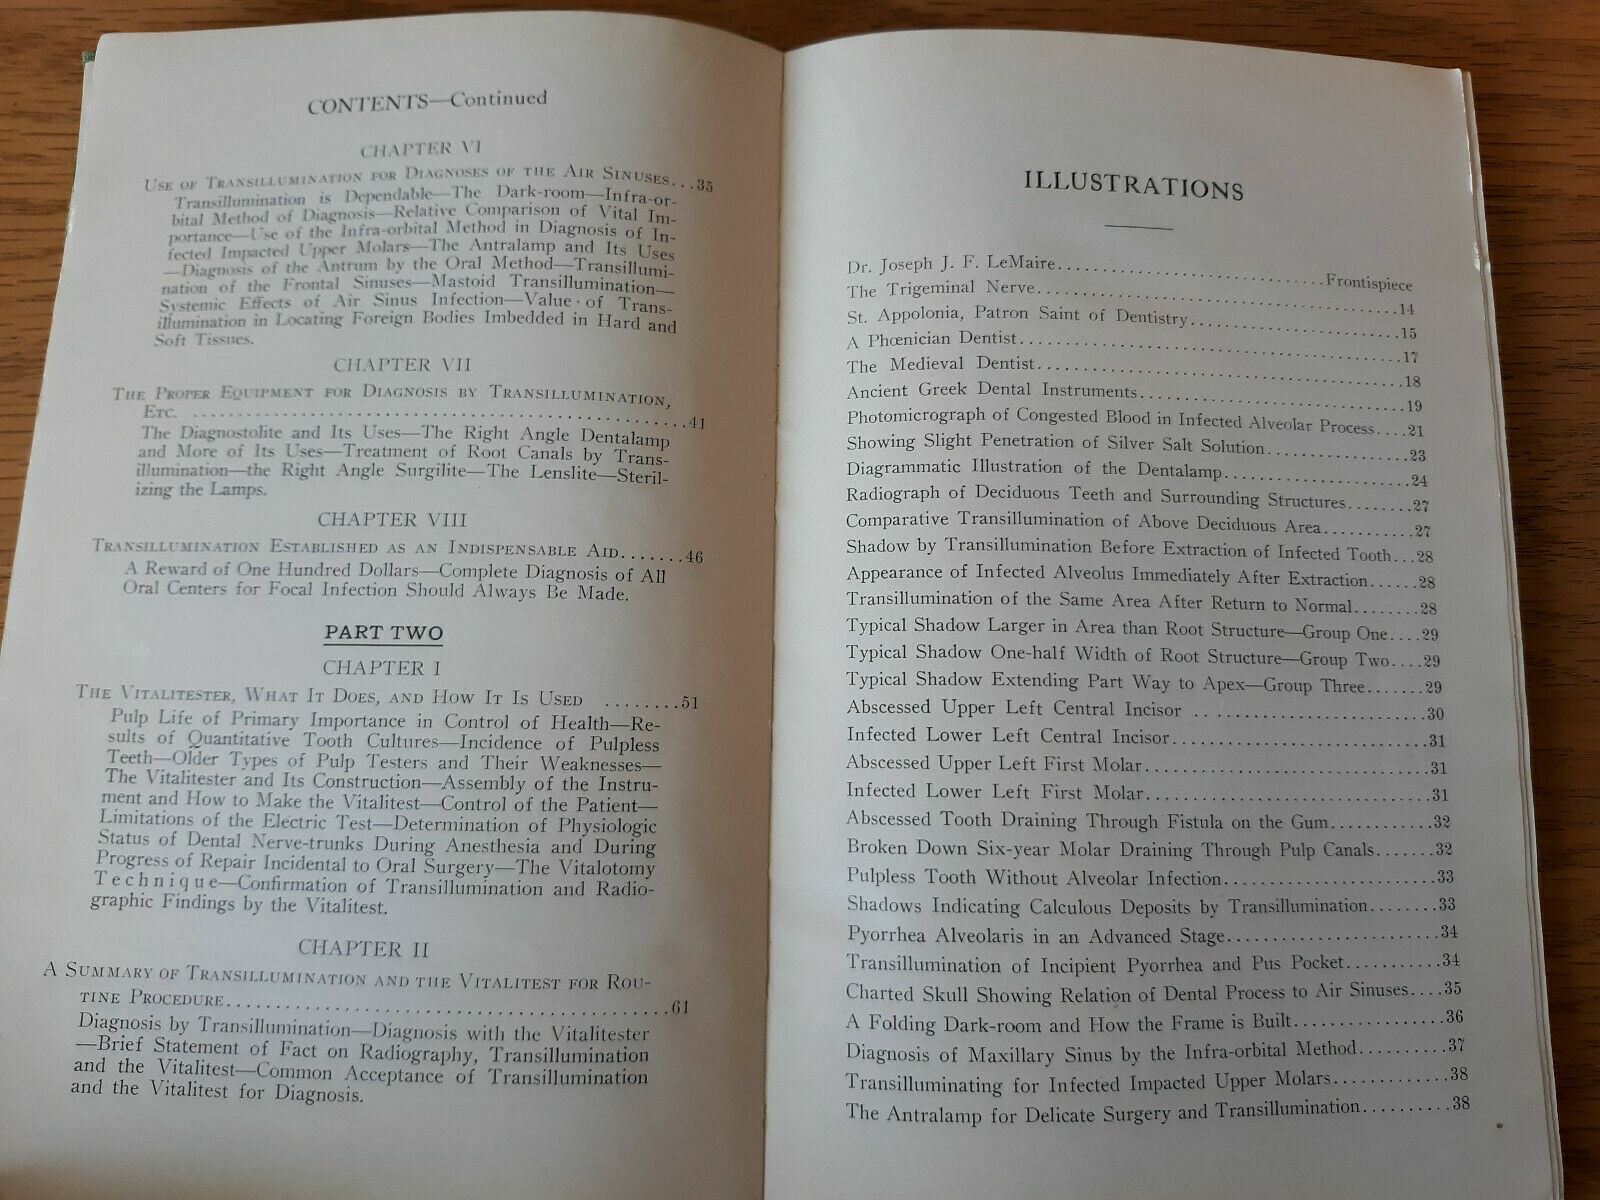 CONTENTS—Continued
CHAPTER VI
USE OF TRANSILLUMINATION FOR DIAGNOSES OF THE AIR SINUSES...35
Transillumination is Dependable—The Dark-room—Infra-or-
bital Method of Diagnosis—Relative Comparison of Vital Im-
portance—Use of the Infra-orbital Method in Diagnosis of In-
fected Impacted Upper Molars—The Antralamp and Its Uses
—Diagnosis of the Antrum by the Oral Method—Transillumi-
nation of the Frontal Sinuses—Mastoid Transillumination—
Systemic Effects of Air Sinus Infection—Value of Trans-
illumination in Locating Foreign Bodies Imbedded in Hard and
Soft Tissues.
CHAPTER VII
THE PROPER EQUIPMENT FOR DIAGNOSIS BY TRANSILLUMINATION,
ETC. ..................................................41
The Diagnostolite and Its Uses—The Right Angle Dentalamp
and More of Its Uses—Treatment of Root Canals by Trans-
illumination—the Right Angle Surgilite—The Lenslite—Steril-
izing the Lamps.
CHAPTER VIII
TRANSILLUMINATION ESTABLISHED AS AN INDISPENSABLE AID.......46
A Reward of One Hundred Dollars—Complete Diagnosis of All
Oral Centers for Focal Infection Should Always Be Made.
PART TWO
CHAPTER I
THE VITALITESTER, WHAT IT DOES, AND HOW IT IS USED ........51
Pulp Life of Primary Importance in Control of Health—Re-
sults of Quantitative Tooth Cultures—Incidence of Pulpless
Teeth—Older Types of Pulp Testers and Their Weaknesses—
The Vitalitester and Its Construction—Assembly of the Instru-
ment and How to Make the Vitalitest—Control of the Patient—
Limitations of the Electric Test—Determination of Physiologic
Status of Dental Nerve-trunks During Anesthesia and During
Progress of Repair Incidental to Oral Surgery—The Vitalotomy
Technique—Confirmation of Transillumination and Radio-
graphic Findings by the Vitalitest.
CHAPTER II
A SUMMARY OF TRANSILLUMINATION AND THE VITALITEST FOR ROU-
TINE PROCEDURE..............................................61
Diagnosis by Transillumination—Diagnosis with the Vitalitester
—Brief Statement of Fact on Radiography, Transillumination
and the Vitalitest—Common Acceptance of Transillumination
and the Vitalitest for Diagnosis.
ILLUSTRATIONS
Dr. Joseph J. F. LeMaire..............................Frontispiece
The Trigeminal Nerve........................................14
St. Appolonia, Patron Saint of Dentistry......................15
A Phœnician Dentist..........................................17
The Medieval Dentist.........................................18
Ancient Greek Dental Instruments.............................19
Photomicrograph of Congested Blood in Infected Alveolar Process....21
Showing Slight Penetration of Silver Salt Solution...............23
Diagrammatic Illustration of the Dentalamp....................24
Radiograph of Deciduous Teeth and Surrounding Structures........27
Comparative Transillumination of Above Deciduous Area...........27
Shadow by Transillumination Before Extraction of Infected Tooth...28
Appearance of Infected Alveolus Immediately After Extraction......28
Transillumination of the Same Area After Return to Normal........28
Typical Shadow Larger in Area than Root Structure—Group One....29
Typical Shadow One-half Width of Root Structure—Group Two....29
Typical Shadow Extending Part Way to Apex—Group Three.......29
Abscessed Upper Left Central Incisor ..........................30
Infected Lower Left Central Incisor............................31
Abscessed Upper Left First Molar..............................31
Infected Lower Left First Molar...............................31
Abscessed Tooth Draining Through Fistula on the Gum...........32
Broken Down Six-year Molar Draining Through Pulp Canals.......32
Pulpless Tooth Without Alveolar Infection......................33
Shadows Indicating Calculous Deposits by Transillumination........33
Pyorrhea Alveolaris in an Advanced Stage......................34
Transillumination of Incipient Pyorrhea and Pus Pocket...........34
Charted Skull Showing Relation of Dental Process to Air Sinuses....35
A Folding Dark-room and How the Frame is Built................36
Diagnosis of Maxillary Sinus by the Infra-orbital Method..........37
Transilluminating for Infected Impacted Upper Molars.............38
The Antralamp for Delicate Surgery and Transillumination..........38